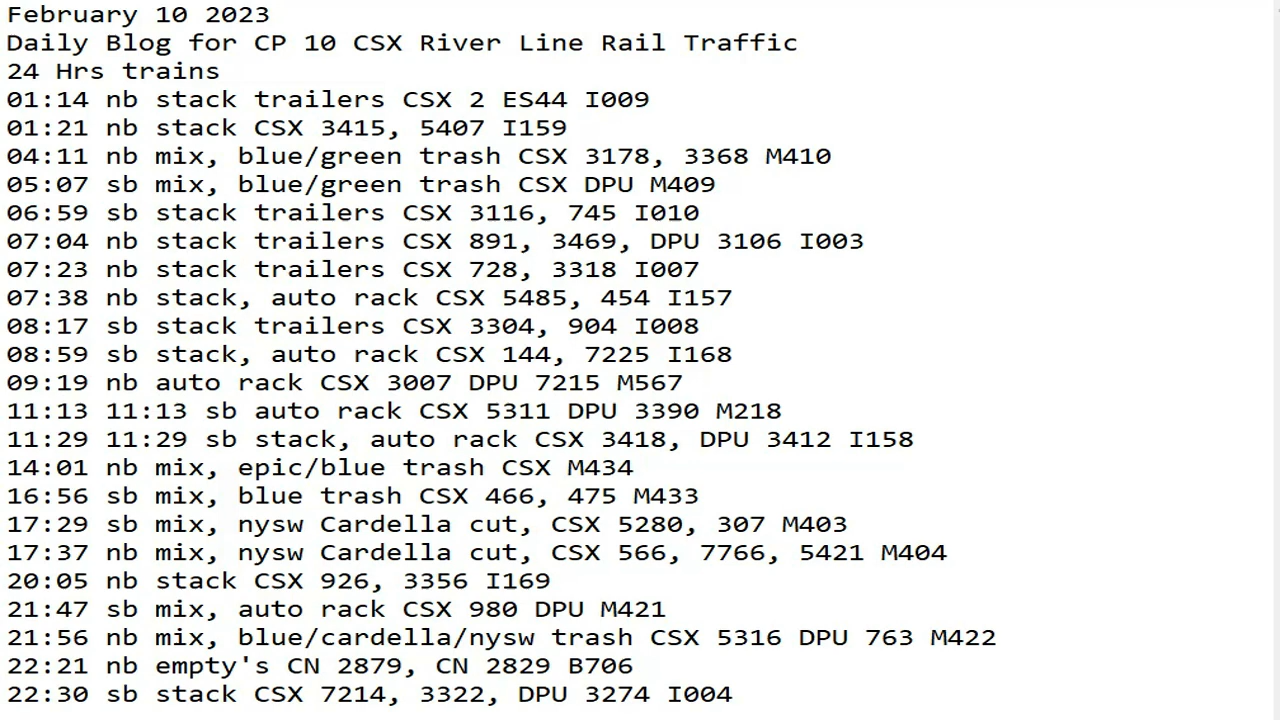 February 10 2023
Daily Blog for CP 10 CSX River Line Rail Traffic
24 Hrs trains
01:14 nb stack trailers CSX 2 ES44 I009
01:21 nb stack CSX 3415, 5407 I159
04:11 nb mix, blue/green trash CSX 3178, 3368 M410
05:07 sb mix, blue/green trash CSX DPU M409
06:59 sb stack trailers CSX 3116, 745 I010
07:04 nb stack trailers CSX 891, 3469, DPU 3106 I003
07:23 nb stack trailers CSX 728, 3318 I007
07:38 nb stack, auto rack CSX 5485, 454 I157
08:17 sb stack trailers CSX 3304, 904 I008
08:59 sb stack, auto rack CSX 144, 7225 I168
09:19 nb auto rack CSX 3007 DPU 7215 M567
11:13 11:13 sb auto rack CSX 5311 DPU 3390 M218
11:29 11:29 sb stack, auto rack CSX 3418, DPU 3412 I158
14:01 nb mix, epic/blue trash CSX M434
16:56 sb mix, blue trash CSX 466, 475 M433
17:29 sb mix, nysw Cardella cut, CSX 5280, 307 M403
17:37 nb mix, nysw Cardella cut, CSX 566, 7766, 5421 M404
20:05 nb stack CSX 926, 3356 I169
21:47 sb mix, auto rack CSX 980 DPU M421
21:56 nb mix, blue/cardella/nysw trash CSX 5316 DPU 763 M422
22:21 nb empty's CN 2879, CN 2829 B706
22:30 sb stack CSX 7214, 3322, DPU 3274 I004